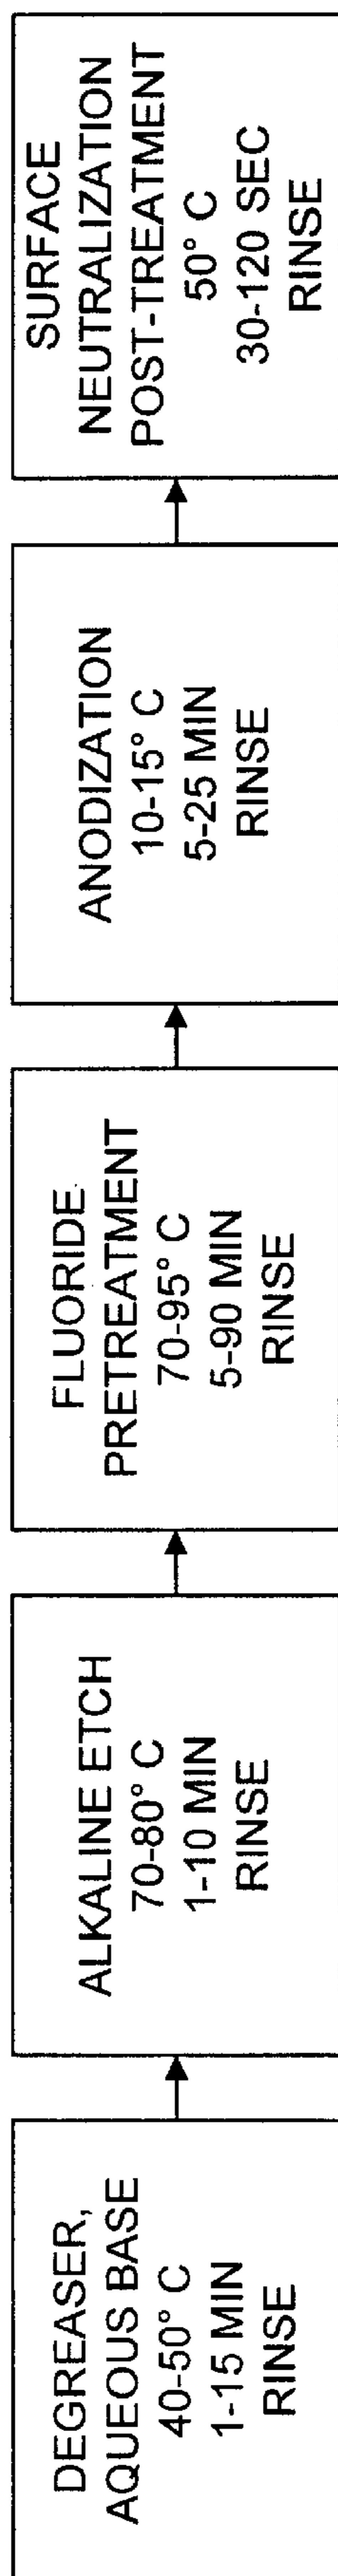 DEGREASER,
AQUEOUS BASE
40-50° C
1-15 MIN
RINSE
ALKALINE ETCH
70-80° C
1-10 MIN
RINSE
FLUORIDE
PRETREATMENT
70-95° C
5-90 MIN
RINSE
ANODIZATION
10-15° C
5-25 MIN
RINSE
SURFACE
NEUTRALIZATION
POST-TREATMENT
50° C
30-120 SEC
RINSE